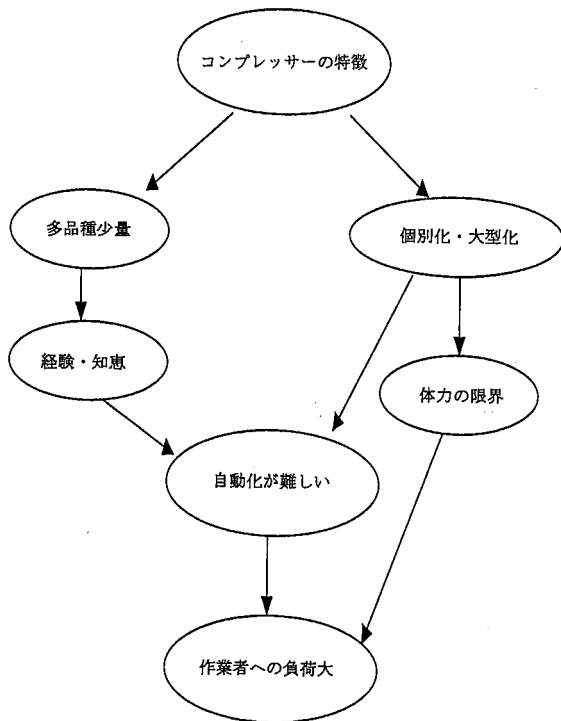 コンプレッサーの特徴
多品種少量
個別化・大型化
経験・知恵
体力の限界
自動化が難しい
作業者への負荷大